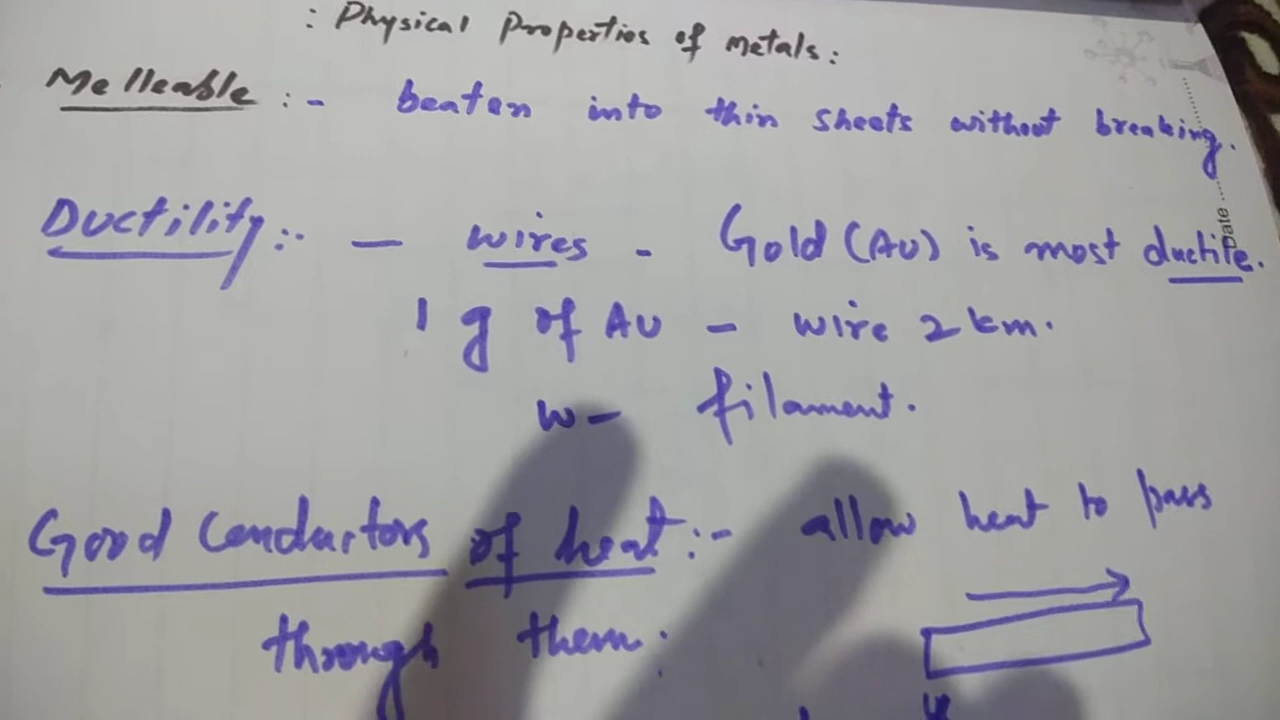 : Physical Properties of metals:
Melleable :- beaten into thin sheets without breaking.
Date
Ductility :- — wires - Gold (Au) is most ductile.
1 g of Au - wire 2 km.
W - filament.
Good Conductors of heat :- allow heat to pass
through them.